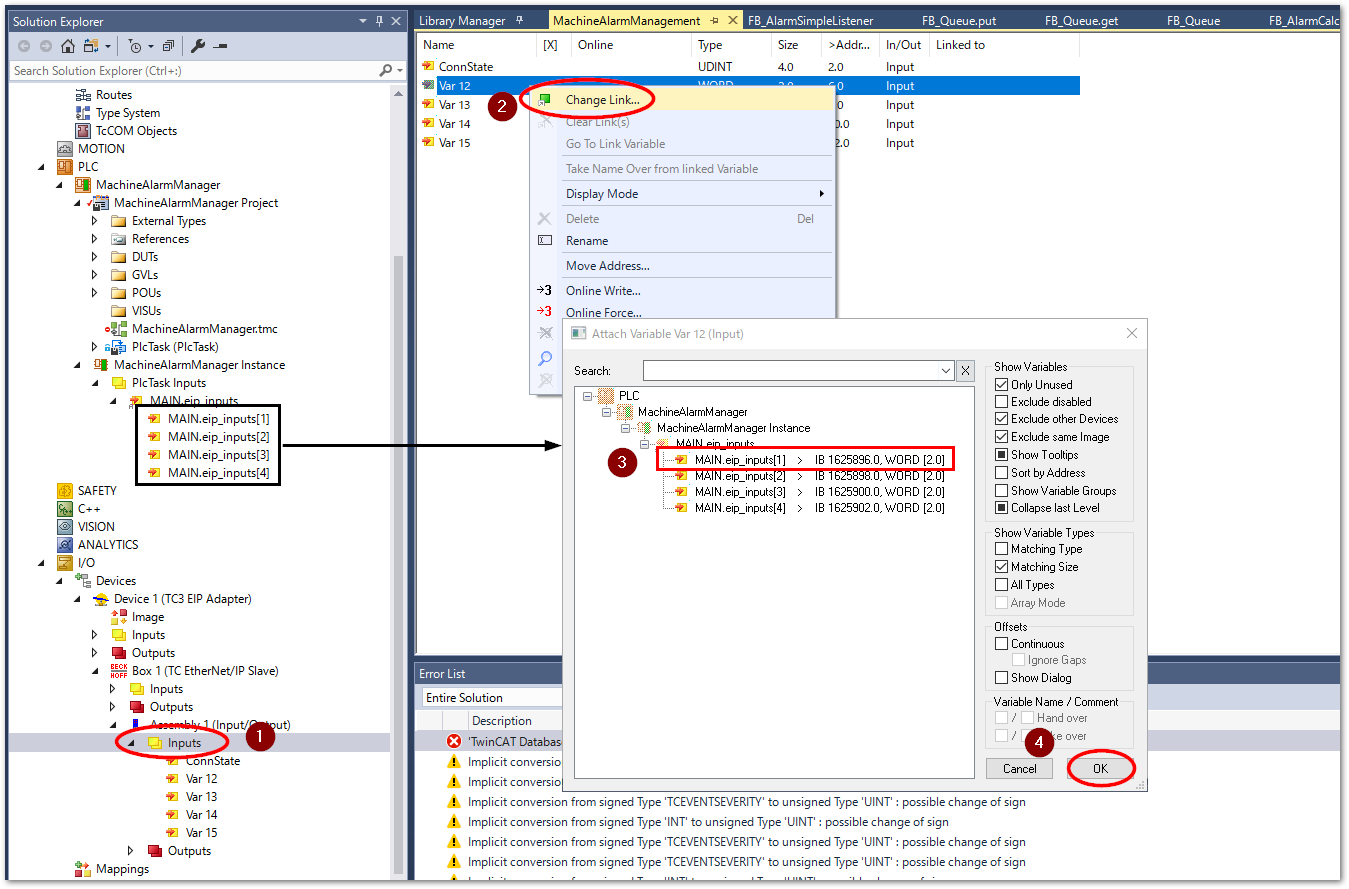 Solution Explorer
Search Solution Explorer (Ctrl+;)
Routes
Type System
TcCOM Objects
MOTION
PLC
MachineAlarmManager
MachineAlarmManager Project
External Types
References
DUTs
GVLs
POUs
VISUs
MachineAlarmManager.tmc
PlcTask (PlcTask)
MachineAlarmManager Instance
PlcTask Inputs
MAIN.eip_inputs
MAIN.eip_inputs[1]
MAIN.eip_inputs[2]
MAIN.eip_inputs[3]
MAIN.eip_inputs[4]
SAFETY
C++
VISION
ANALYTICS
I/O
Devices
Device 1 (TC3 EIP Adapter)
Image
Inputs
Outputs
BECK HOFF Box 1 (TC EtherNet/IP Slave)
Inputs
Outputs
Assembly 1 (Input/Output)
Inputs
1
ConnState
Var 12
Var 13
Var 14
Var 15
Outputs
Mappings
Library Manager MachineAlarmManagement FB_AlarmSimpleListener FB_Queue.put FB_Queue.get FB_Queue FB_AlarmCalc
Name [X] Online Type Size >Addr... In/Out Linked to
ConnState UDINT 4.0 2.0 Input
Var 12 WORD 2.0 6.0 Input
Var 13 .0 Input
Var 14 0.0 Input
Var 15 2.0 Input
2
Change Link...
Clear Link(s)
Go To Link Variable
Take Name Over from linked Variable
Display Mode
Delete Del
Rename
Move Address...
Online Write...
Online Force...
Attach Variable Var 12 (Input)
Search:
X
PLC
MachineAlarmManager
MachineAlarmManager Instance
MAIN.eip_inputs
3
MAIN.eip_inputs[1] > IB 1625896.0, WORD [2.0]
MAIN.eip_inputs[2] > IB 1625898.0, WORD [2.0]
MAIN.eip_inputs[3] > IB 1625900.0, WORD [2.0]
MAIN.eip_inputs[4] > IB 1625902.0, WORD [2.0]
Show Variables
Only Unused
Exclude disabled
Exclude other Devices
Exclude same Image
Show Tooltips
Sort by Address
Show Variable Groups
Collapse last Level
Show Variable Types
Matching Type
Matching Size
All Types
Array Mode
Offsets
Continuous
Ignore Gaps
Show Dialog
Variable Name / Comment
/ Hand over
/ ke over
4
Cancel
OK
Error List
Entire Solution
Description
'TwinCAT Databas
Implicit conversio
Implicit conversio
Implicit conversion from signed Type 'TCEVENTSEVERITY' to unsigned Type 'UINT' : possible change of sign
Implicit conversion from signed Type 'INT' to unsigned Type 'UINT' : possible change of sign
Implicit conversion from signed Type 'TCEVENTSEVERITY' to unsigned Type 'UINT' : possible change of sign
Implicit conversion from signed Type 'TCEVENTSEVERITY' to unsigned Type 'UINT' : possible change of sign